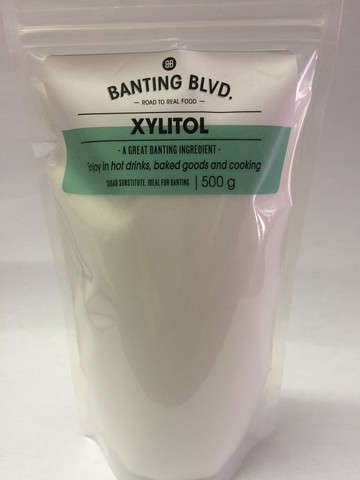 BB
BANTING BLVD.
— ROAD TO REAL FOOD —
XYLITOL
- A GREAT BANTING INGREDIENT -
Enjoy in hot drinks, baked goods and cooking
SUGAR SUBSTITUTE. IDEAL FOR BANTING | 500 g